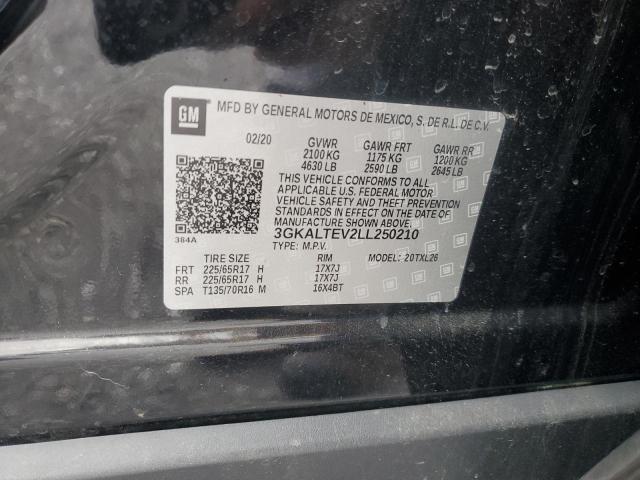 GM
MFD BY GENERAL MOTORS DE MEXICO, S. DE R.L. DE C.V.
02/20 GVWR GAWR FRT GAWR RR
2100 KG 1175 KG 1200 KG
4630 LB 2590 LB 2645 LB
THIS VEHICLE CONFORMS TO ALL
APPLICABLE U.S. FEDERAL MOTOR
VEHICLE SAFETY STANDARDS
IN EFFECT ON THE DATE OF
MANUFACTURE SHOWN ABOVE.
384A 3GKALTEV2LL250210
TYPE: M.P.V. MODEL: 20TXL26
TIRE SIZE RIM
FRT 225/65R17 H 17X7J
RR 225/65R17 H 17X7J
SPA T135/70R16 M 16X4BT